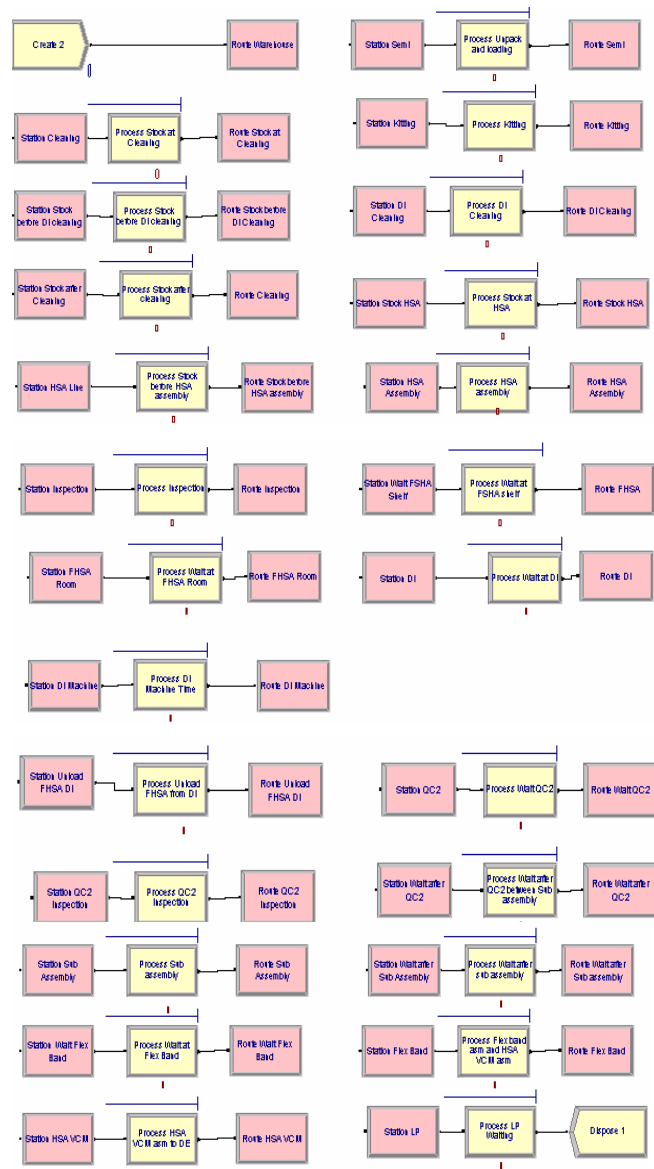 Create 2
Route Warehouse
Station Semi
Process Unpack
and loading
Route Semi
Station Cleaning
Process Stock at
Cleaning
Route Stock at
Cleaning
Station Kitting
Process Kitting
Route Kitting
Station Stock
before DI cleaning
Process Stock
before DI cleaning
Route Stock before
DI Cleaning
Station DI
Cleaning
Process DI
Cleaning
Route DI Cleaning
Station Stock after
Cleaning
Process Stock after
cleaning
Route Cleaning
Station Stock HSA
Process Stock at
HSA
Route Stock HSA
Station HSA Line
Process Stock
before HSA
assembly
Route Stock before
HSA assembly
Station HSA
Assembly
Process HSA
assembly
Route HSA
Assembly
Station Inspection
Process Inspection
Route Inspection
Station Wait FSHA
Shelf
Process Wait at
FSHA shelf
Route FHSA
Station FHSA
Room
Process Wait at
FHSA Room
Route FHSA Room
Station DI
Process Wait at DI
Route DI
Station DI Machine
Process DI
Machine Time
Route DI Machine
Station Unload
FHSA DI
Process Unload
FHSA from DI
Route Unload
FHSA DI
Station QC2
Process Wait QC2
Route Wait QC2
Station QC2
Inspection
Process QC2
Inspection
Route QC2
Inspection
Station Wait after
QC2
Process Wait after
QC2 between Sub
assembly
Route Wait after
QC2
Station Sub
Assembly
Process Sub
assembly
Route Sub
Assembly
Station Wait after
Sub Assembly
Process Wait after
sub assembly
Route Wait after
Sub assembly
Station Wait Flex
Band
Process Wait at
Flex Band
Route Wait Flex
Band
Station Flex Band
Process Flex band
asm and HSA
VCM asm
Route Flex Band
Station HSA VCM
Process HSA
VCM asm to DE
Route HSA VCM
Station LP
Process LP
Waiting
Dispose 1